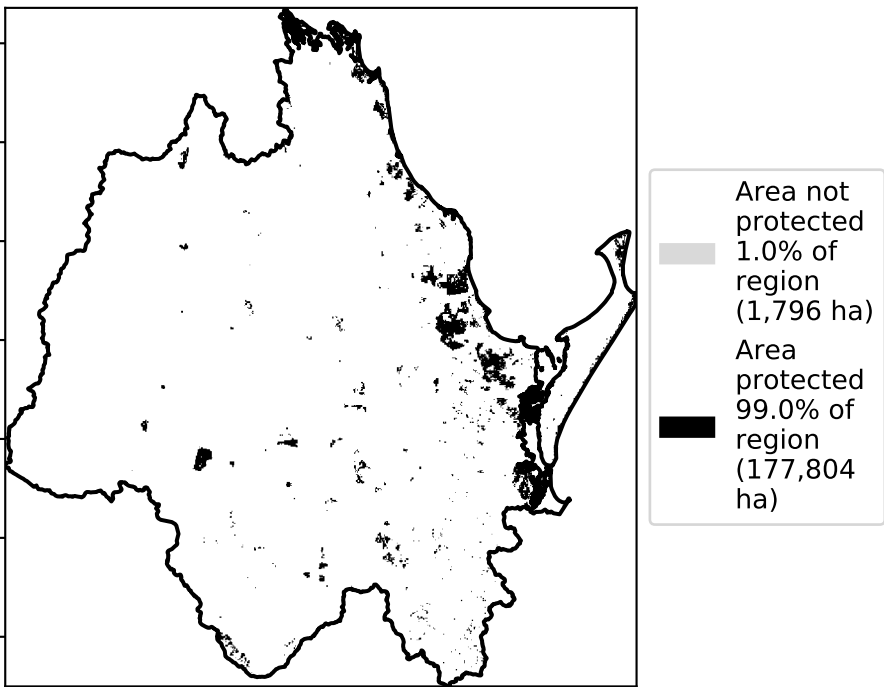 Area not
protected
1.0% of
region
(1,796 ha)
Area
protected
99.0% of
region
(177,804
ha)